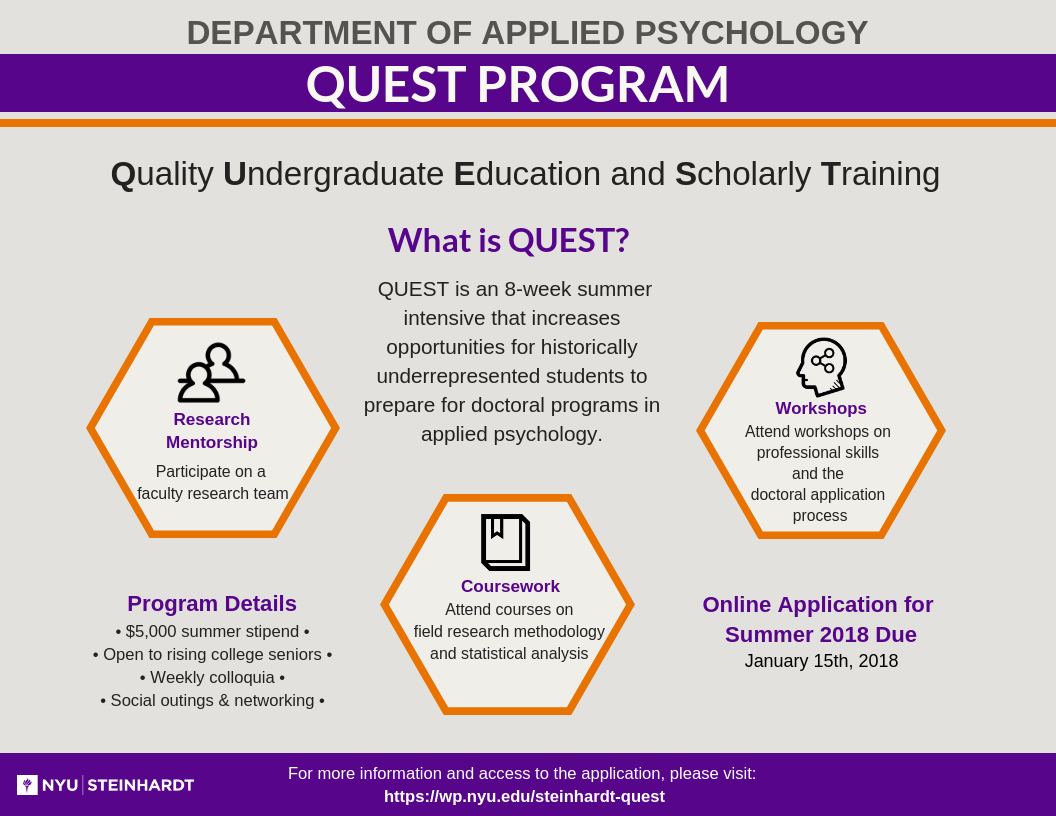 DEPARTMENT OF APPLIED PSYCHOLOGY
QUEST PROGRAM
Quality Undergraduate Education and Scholarly Training
What is QUEST?
QUEST is an 8-week summer
intensive that increases
opportunities for historically
underrepresented students to
prepare for doctoral programs in
applied psychology.
Research
Mentorship
Participate on a
faculty research team
Coursework
Attend courses on
field research methodology
and statistical analysis
Workshops
Attend workshops on
professional skills
and the
doctoral application
process
Program Details
• $5,000 summer stipend •
• Open to rising college seniors •
• Weekly colloquia •
• Social outings & networking •
Online Application for
Summer 2018 Due
January 15th, 2018
NYU STEINHARDT
For more information and access to the application, please visit:
https://wp.nyu.edu/steinhardt-quest